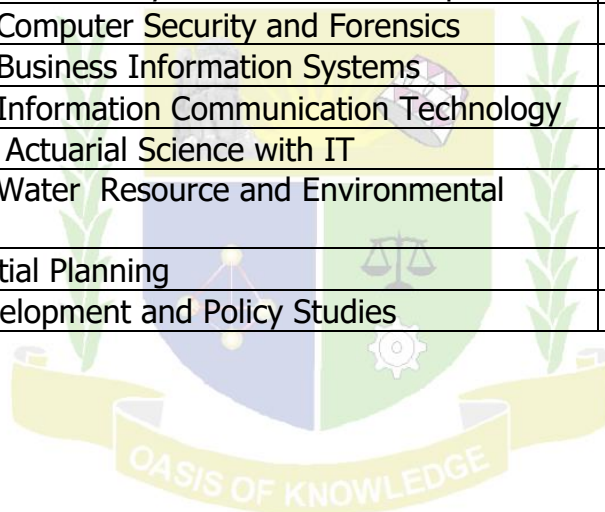 Computer Security and Forensics
Business Information Systems
Information Communication Technology
Actuarial Science with IT
Water Resource and Environmental
tial Planning
elopment and Policy Studies
OASIS OF KNOWLEDGE